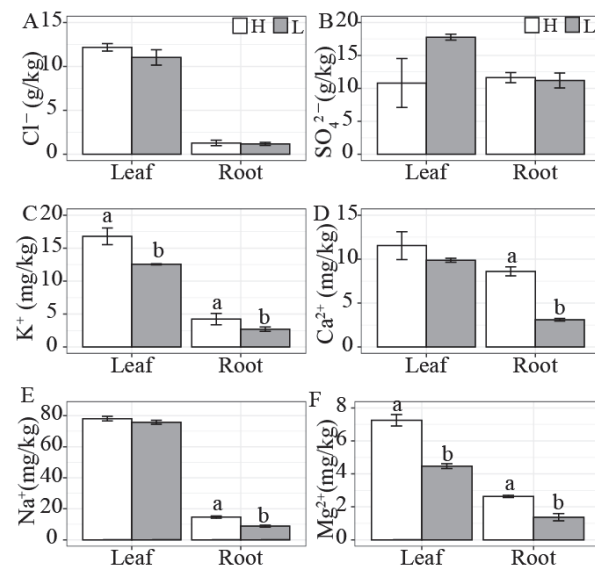 A
H
L
Cl⁻ (g/kg)
15
10
5
0
Leaf
Root
B
H
L
SO₄²⁻(g/kg)
20
15
10
5
0
Leaf
Root
C
K⁺ (mg/kg)
20
15
10
5
0
a
b
a
b
Leaf
Root
D
Ca²⁺ (mg/kg)
15
10
5
0
a
b
Leaf
Root
E
Na⁺(mg/kg)
80
60
40
20
0
a
b
Leaf
Root
F
Mg²⁺(mg/kg)
8
6
4
2
0
a
b
a
b
Leaf
Root